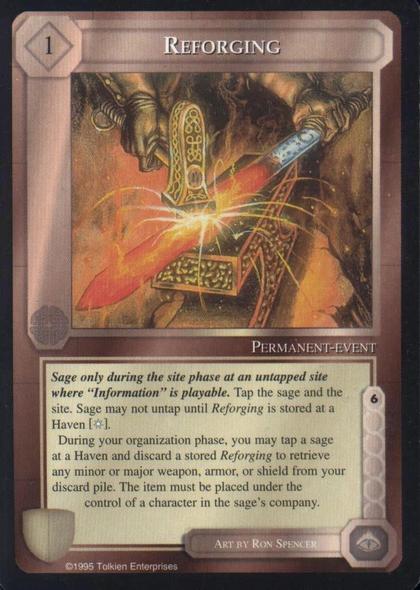 1
REFORGING
PERMANENT-EVENT
Sage only during the site phase at an untapped site
where “Information” is playable. Tap the sage and the
site. Sage may not untap until Reforging is stored at a
Haven [☼].
During your organization phase, you may tap a sage
at a Haven and discard a stored Reforging to retrieve
any minor or major weapon, armor, or shield from your
discard pile. The item must be placed under the
control of a character in the sage’s company.
6
ART BY RON SPENCER
©1995 Tolkien Enterprises